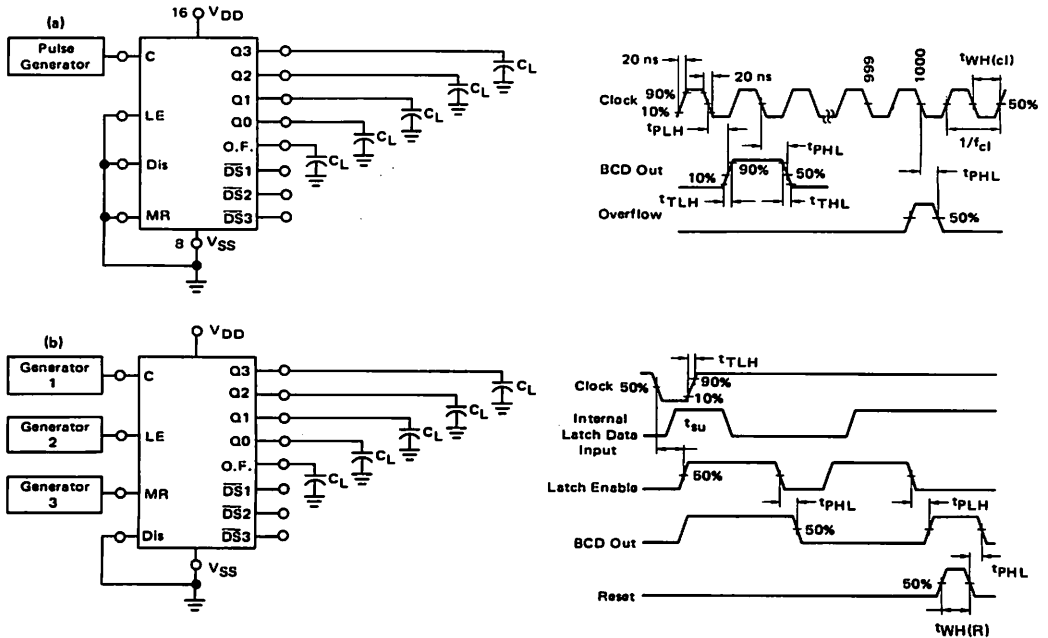 (a)
Pulse
Generator
16 VDD
C
LE
Dis
MR
8 VSS
Q3
Q2
Q1
Q0
O.F.
DS1
DS2
DS3
CL
CL
CL
CL
CL
20 ns
20 ns
999
1000
tWH(cl)
Clock
90%
10%
50%
tPLH
tPHL
1/fcl
BCD Out
10%
90%
50%
tPHL
tTLH
tTHL
Overflow
50%
(b)
Generator
1
Generator
2
Generator
3
VDD
C
LE
MR
Dis
VSS
Q3
Q2
Q1
Q0
O.F.
DS1
DS2
DS3
CL
CL
CL
CL
CL
tTLH
Clock
50%
90%
10%
Internal
Latch Data
Input
tsu
Latch Enable
50%
tPHL
tPLH
BCD Out
50%
tPHL
Reset
50%
tWH(R)